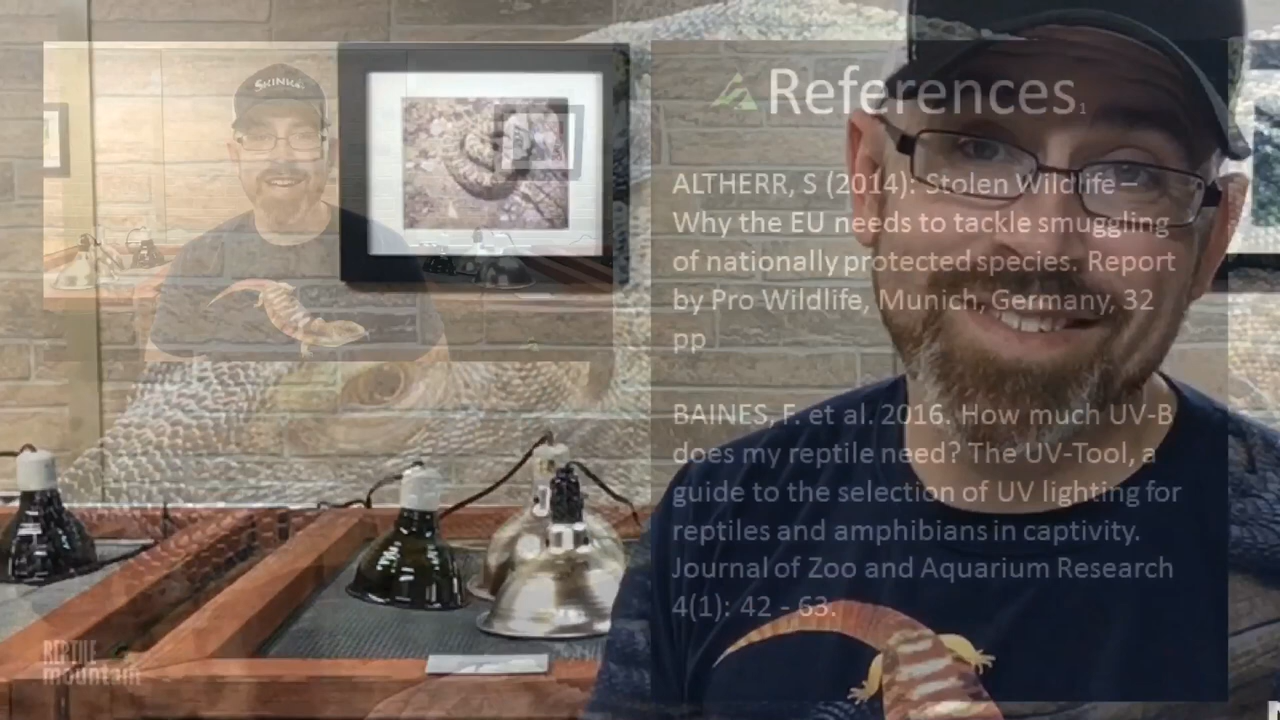 SKINKS
References1
ALTHERR, S (2014): Stolen Wildlife –
Why the EU needs to tackle smuggling
of nationally protected species. Report
by Pro Wildlife, Munich, Germany, 32
pp
BAINES, F. et al. 2016. How much UV-B
does my reptile need? The UV-Tool, a
guide to the selection of UV lighting for
reptiles and amphibians in captivity.
Journal of Zoo and Aquarium Research
4(1): 42 - 63.
REPTILE
mountain